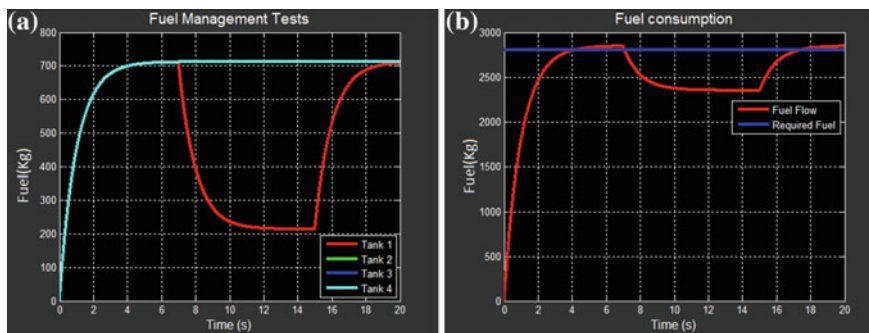 (a)
Fuel Management Tests
800
700
600
500
400
300
200
100
0
Fuel(Kg)
0 2 4 6 8 10 12 14 16 18 20
Time (s)
Tank 1
Tank 2
Tank 3
Tank 4
(b)
Fuel consumption
3000
2500
2000
1500
1000
500
0
Fuel(Kg)
0 2 4 6 8 10 12 14 16 18 20
Time (s)
Fuel Flow
Required Fuel